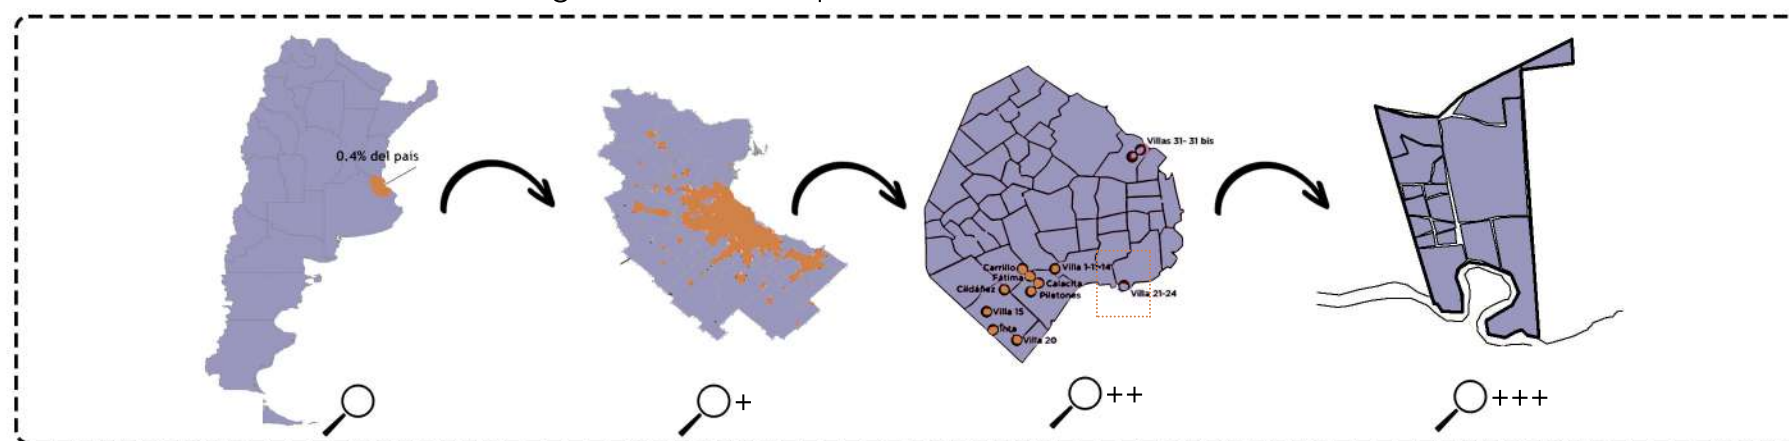 0.4% del país
Villas 31- 31 bis
Carrillo
Villa 1-11-14
Fátima
Calacita
Cildáñez
Piletones
Villa 21-24
Villa 15
Inta
Villa 20
+
++
+++